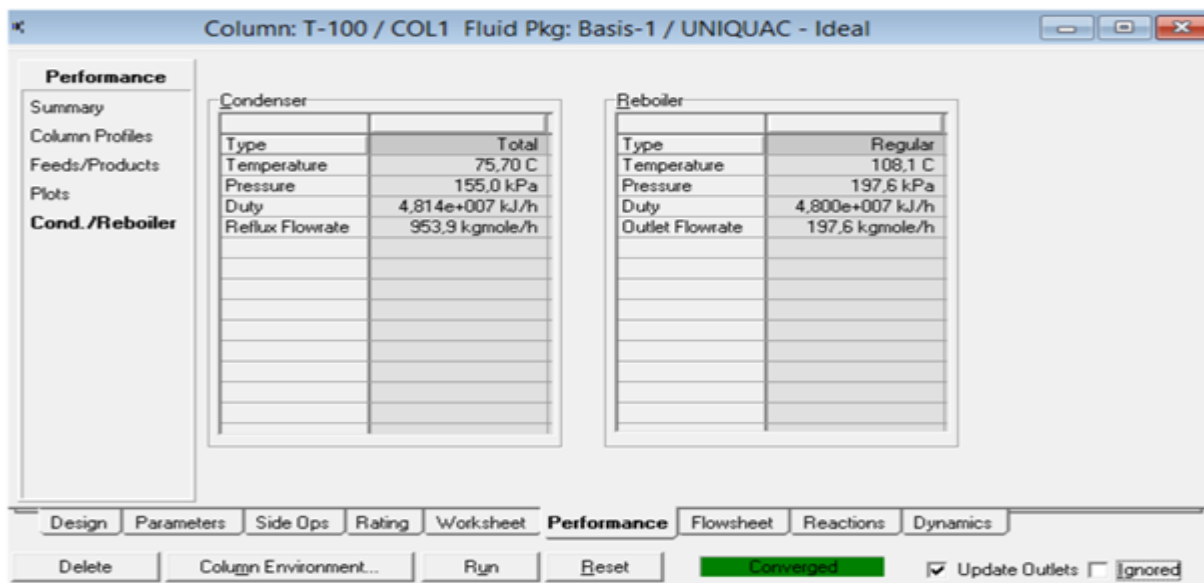 Column: T-100 / COL1 Fluid Pkg: Basis-1 / UNIQUAC - Ideal
Performance
Summary
Column Profiles
Feeds/Products
Plots
Cond./Reboiler
Condenser
Type Total
Temperature 75,70 C
Pressure 155,0 kPa
Duty 4,814e+007 kJ/h
Reflux Flowrate 953,9 kgmole/h
Reboiler
Type Regular
Temperature 108,1 C
Pressure 197,6 kPa
Duty 4,800e+007 kJ/h
Outlet Flowrate 197,6 kgmole/h
Design Parameters Side Ops Rating Worksheet Performance Flowsheet Reactions Dynamics
Delete Column Environment... Run Reset Converged Update Outlets Ignored